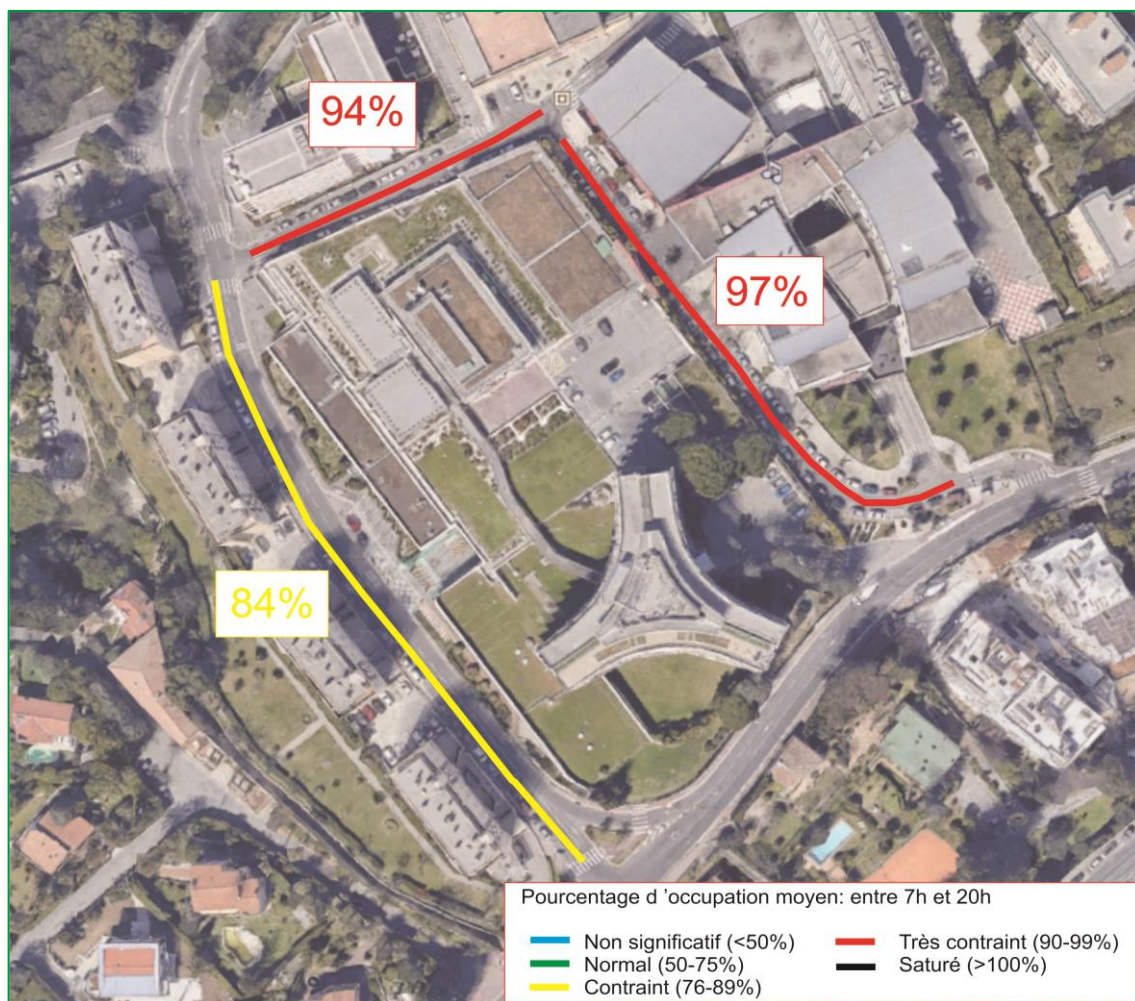 94%
97%
84%
Pourcentage d 'occupation moyen: entre 7h et 20h
Non significatif (<50%)
Normal (50-75%)
Contraint (76-89%)
Très contraint (90-99%)
Saturé (>100%)